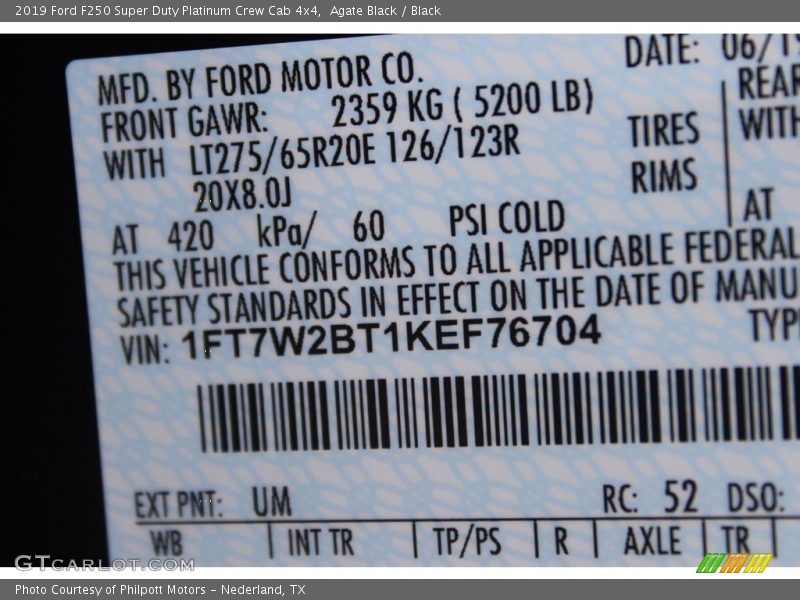 2019 Ford F250 Super Duty Platinum Crew Cab 4x4, Agate Black / Black
MFD. BY FORD MOTOR CO.
DATE: 06/19
FRONT GAWR: 2359 KG ( 5200 LB)
REAR
WITH LT275/65R20E 126/123R
TIRES
WITH
20X8.0J
RIMS
AT 420 kPa/ 60 PSI COLD
AT
THIS VEHICLE CONFORMS TO ALL APPLICABLE FEDERAL
SAFETY STANDARDS IN EFFECT ON THE DATE OF MANU
VIN: 1FT7W2BT1KEF76704
TYP
EXT PNT: UM RC: 52 DSO:
WB INT TR TP/PS R AXLE TR
GTCARLOT.COM
Photo Courtesy of Philpott Motors - Nederland, TX